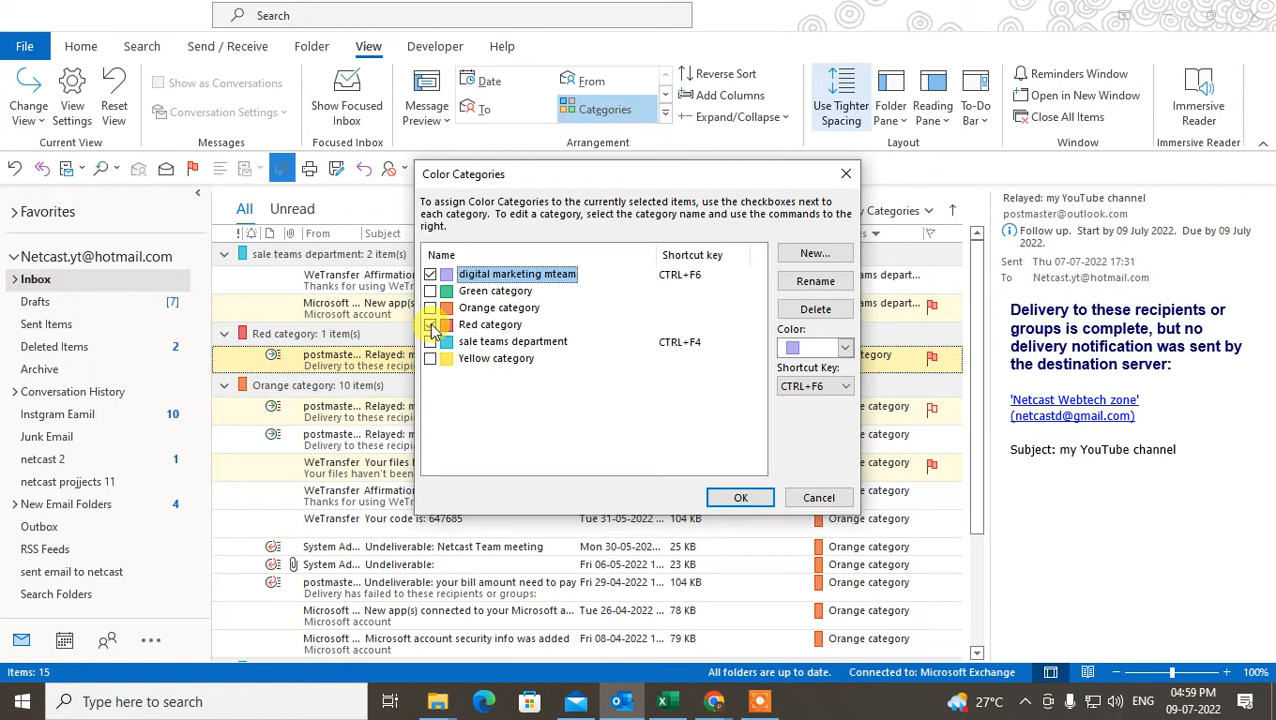 Search
File Home Search Send / Receive Folder View Developer Help
Show as Conversations
Conversation Settings
Change View
View Settings
Reset View
Show Focused Inbox
Message Preview
Date
From
To
Categories
Reverse Sort
Add Columns
Expand/Collapse
Use Tighter Spacing
Folder Pane
Reading Pane
To-Do Bar
Reminders Window
Open in New Window
Close All Items
Immersive Reader
Current View Messages Focused Inbox Arrangement Layout Window Immersive Reader
Favorites
Netcast.yt@hotmail.com
Inbox
Drafts [7]
Sent Items
Deleted Items 2
Archive
Conversation History
Instgram Eamil 10
Junk Email
netcast 2 1
netcast projjects 11
New Email Folders
Outbox
RSS Feeds
sent email to netcast
Search Folders
All Unread
Categories
From Subject
sale teams department: 2 item(s)
WeTransfer Affirmation
Thanks for using WeTra
Microsoft ... New app(s)
Microsoft account
Red category: 1 item(s)
postmaste... Relayed: m
Delivery to these recipie
Orange category: 10 item(s)
postmaste... Relayed: m
Delivery to these recipie
postmaste... Relayed: m
Delivery to these recipie
WeTransfer Your files h
Your files haven't been
WeTransfer Affirmation
Thanks for using WeTr
WeTransfer Your code is: 647685 Tue 31-05-2022 ... 104 KB Orange category
System Ad... Undeliverable: Netcast Team meeting Mon 30-05-202... 25 KB Orange category
System Ad... Undeliverable: Fri 06-05-2022 1... 23 KB Orange category
postmaste... Undeliverable: your bill amount need to pay Fri 29-04-2022 ... 104 KB Orange category
Delivery has failed to these recipients or groups:
Microsoft ... New app(s) connected to your Microsoft a... Tue 26-04-2022 ... 78 KB Orange category
Microsoft account
Microsoft ... Microsoft account security info was added Fri 08-04-2022 1... 79 KB Orange category
Microsoft account
Color Categories
To assign Color Categories to the currently selected items, use the checkboxes next to
each category. To edit a category, select the category name and use the commands to the
right.
Name Shortcut key
digital marketing mteam CTRL+F6
Green category
Orange category
Red category
sale teams department CTRL+F4
Yellow category
New...
Rename
Delete
Color:
Shortcut Key:
CTRL+F6
OK Cancel
Relayed: my YouTube channel
postmaster@outlook.com
Follow up. Start by 09 July 2022. Due by 09 July
2022.
Sent Thu 07-07-2022 17:31
To Netcast.yt@hotmail.com
Delivery to these recipients or
groups is complete, but no
delivery notification was sent by
the destination server:
'Netcast Webtech zone'
(netcastd@gmail.com)
Subject: my YouTube channel
Items: 15 All folders are up to date. Connected to: Microsoft Exchange 100%
Type here to search
27°C
ENG
04:59 PM
09-07-2022